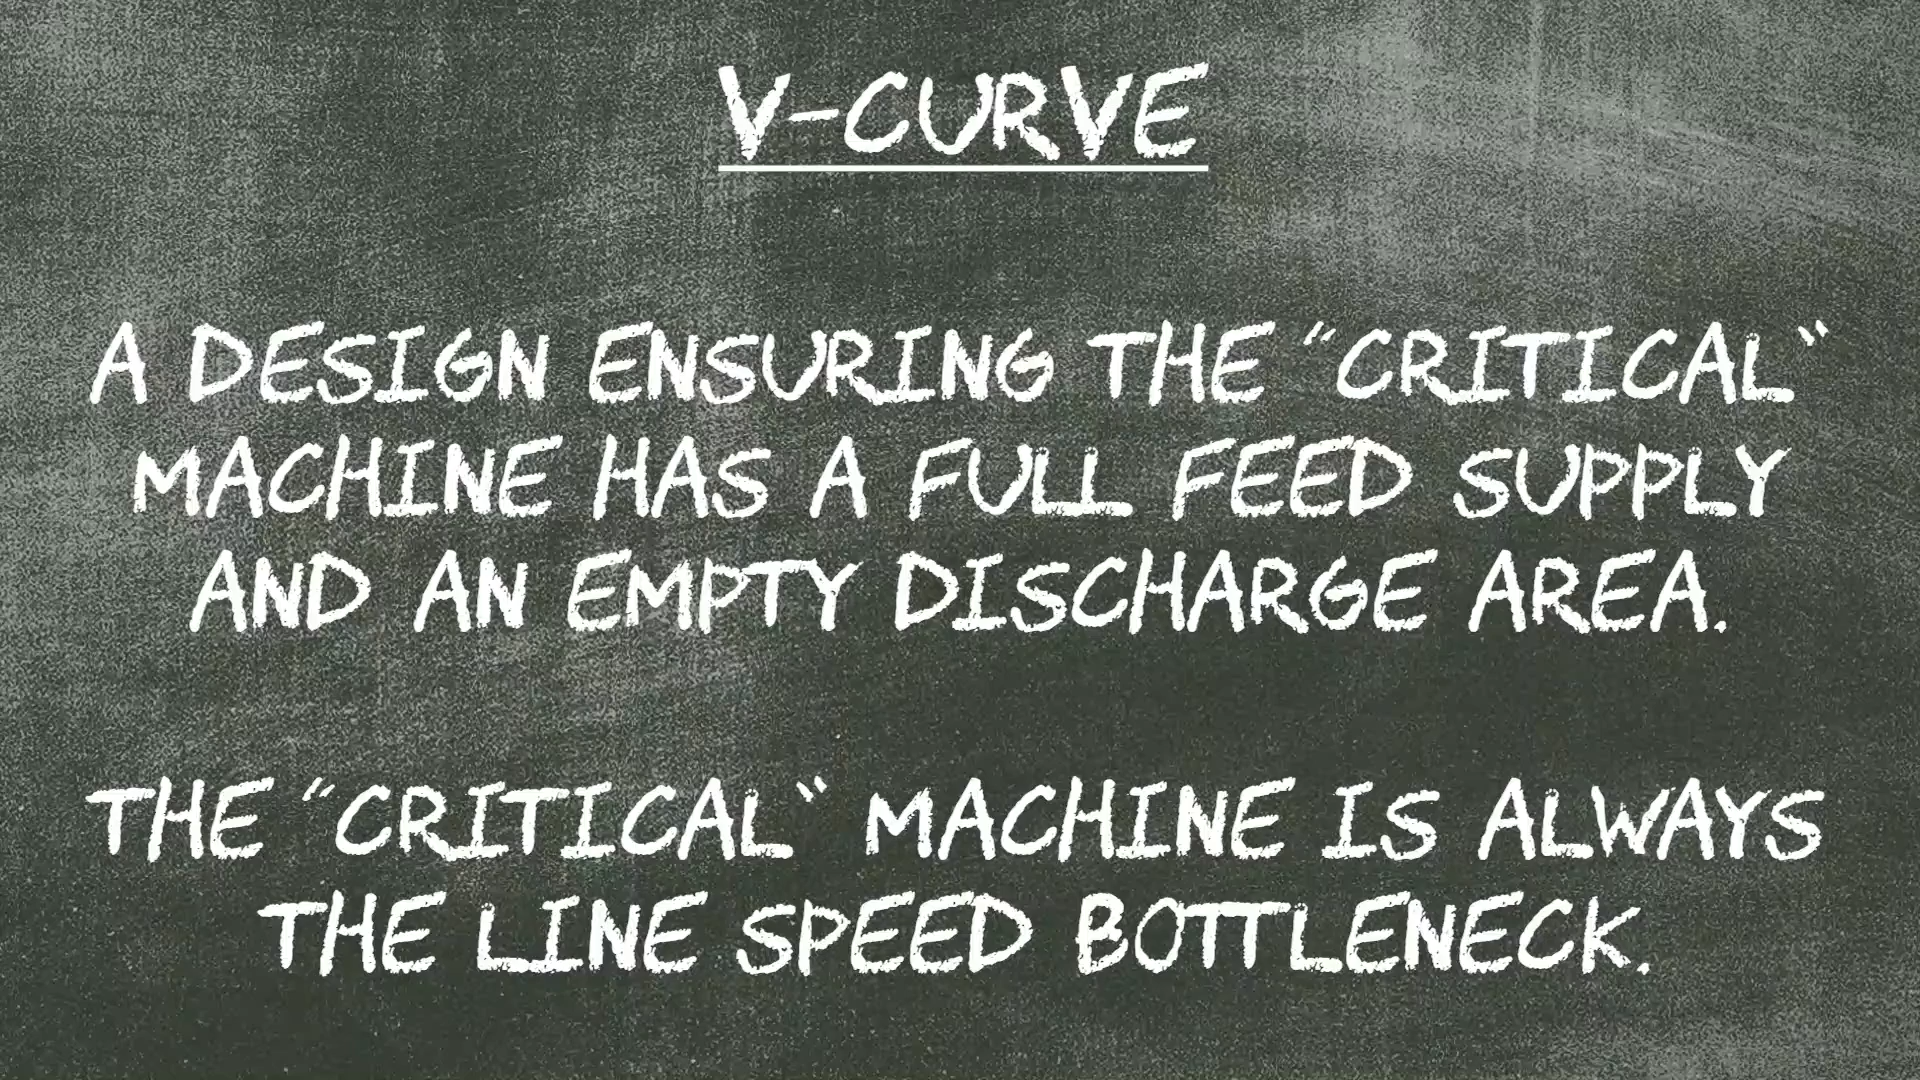 V-CURVE
A DESIGN ENSURING THE "CRITICAL"
MACHINE HAS A FULL FEED SUPPLY
AND AN EMPTY DISCHARGE AREA.
THE "CRITICAL" MACHINE IS ALWAYS
THE LINE SPEED BOTTLENECK.